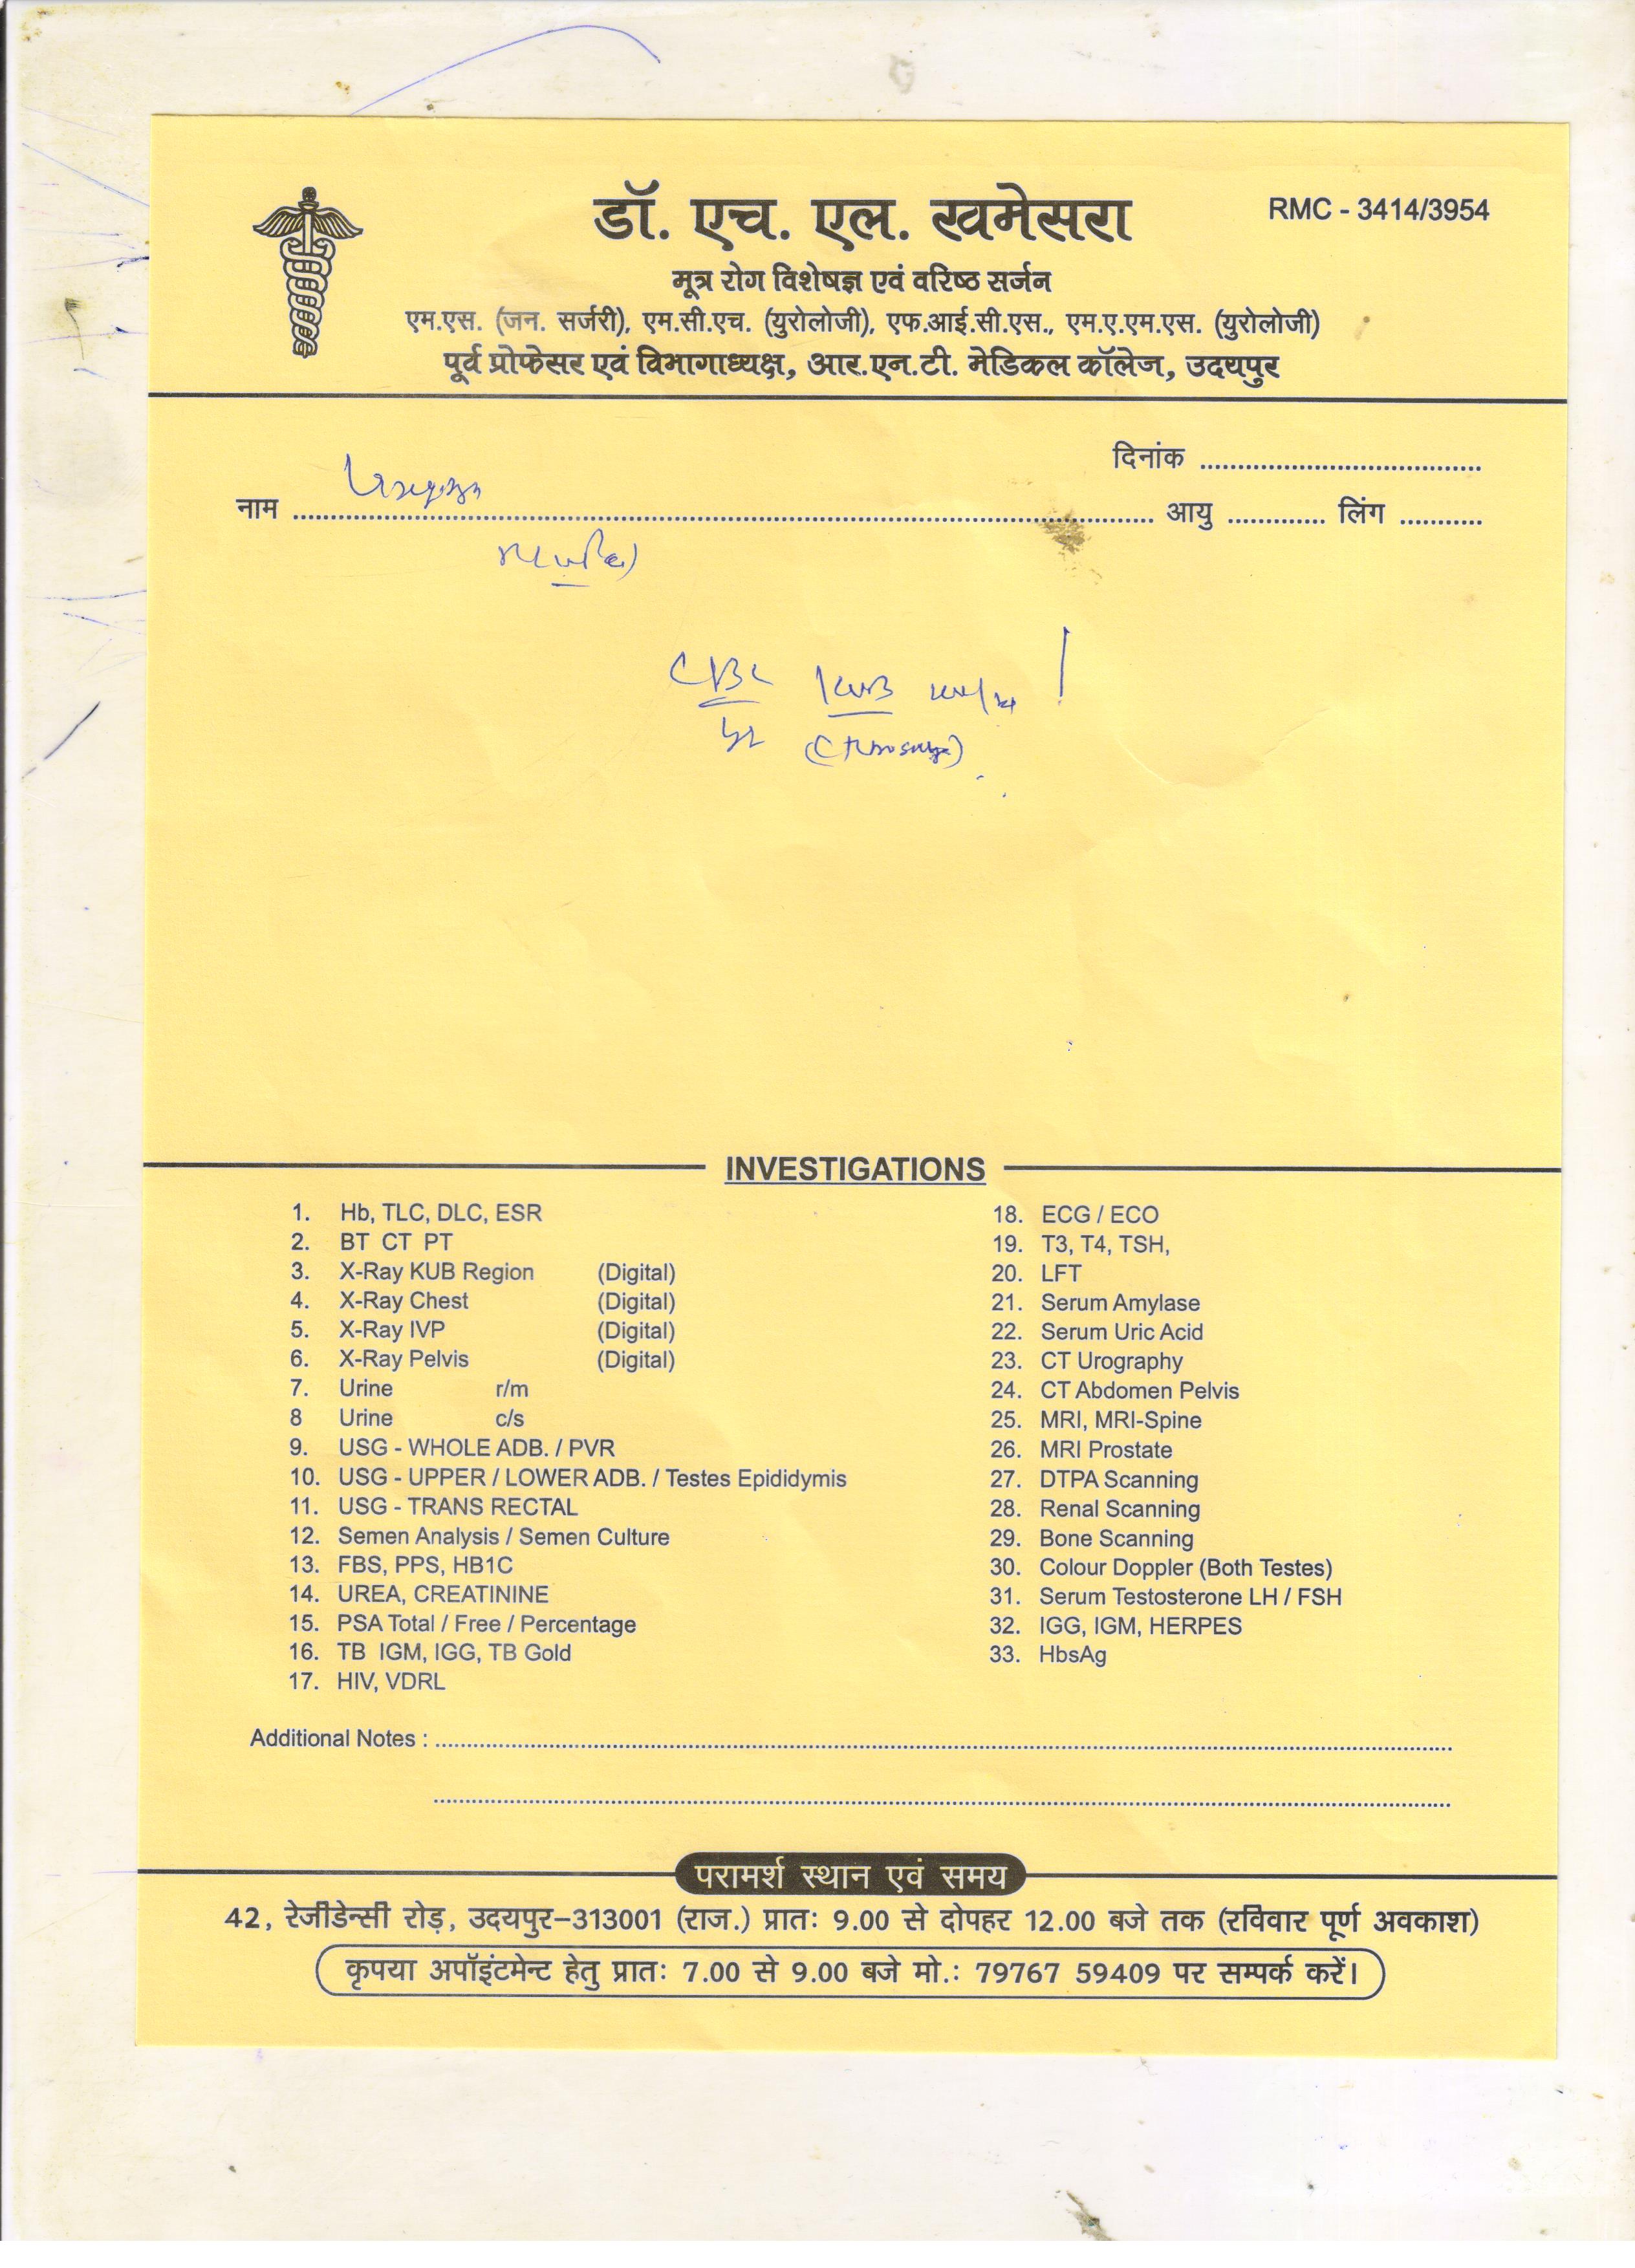 डॉ. एच. एल. खमेसरा
RMC - 3414/3954
मूत्र रोग विशेषज्ञ एवं वरिष्ठ सर्जन
एम.एस. (जन. सर्जरी), एम.सी.एच. (युरोलोजी), एफ.आई.सी.एस., एम.ए.एम.एस. (युरोलोजी)
पूर्व प्रोफेसर एवं विभागाध्यक्ष, आर.एन.टी. मेडिकल कॉलेज, उदयपुर
दिनांक
नाम आयु लिंग
CBC KUB
INVESTIGATIONS
1. Hb, TLC, DLC, ESR
2. BT CT PT
3. X-Ray KUB Region (Digital)
4. X-Ray Chest (Digital)
5. X-Ray IVP (Digital)
6. X-Ray Pelvis (Digital)
7. Urine r/m
8 Urine c/s
9. USG - WHOLE ADB. / PVR
10. USG - UPPER / LOWER ADB. / Testes Epididymis
11. USG - TRANS RECTAL
12. Semen Analysis / Semen Culture
13. FBS, PPS, HB1C
14. UREA, CREATININE
15. PSA Total / Free / Percentage
16. TB IGM, IGG, TB Gold
17. HIV, VDRL
18. ECG / ECO
19. T3, T4, TSH,
20. LFT
21. Serum Amylase
22. Serum Uric Acid
23. CT Urography
24. CT Abdomen Pelvis
25. MRI, MRI-Spine
26. MRI Prostate
27. DTPA Scanning
28. Renal Scanning
29. Bone Scanning
30. Colour Doppler (Both Testes)
31. Serum Testosterone LH / FSH
32. IGG, IGM, HERPES
33. HbsAg
Additional Notes :
परामर्श स्थान एवं समय
42, रेजीडेन्सी रोड़, उदयपुर-313001 (राज.) प्रातः 9.00 से दोपहर 12.00 बजे तक (रविवार पूर्ण अवकाश)
कृपया अपॉइंटमेन्ट हेतु प्रातः 7.00 से 9.00 बजे मो.: 79767 59409 पर सम्पर्क करें।